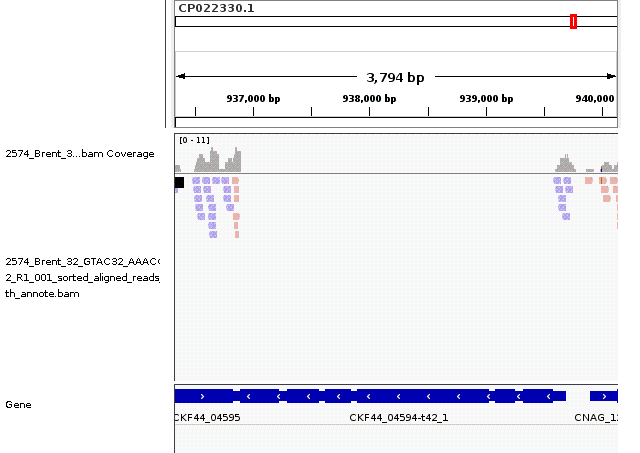 CP022330.1
3,794 bp
937,000 bp 938,000 bp 939,000 bp 940,000
[0 - 11]
2574_Brent_3...bam Coverage
2574_Brent_32_GTAC32_AAAC
2_R1_001_sorted_aligned_reads_
th_annote.bam
Gene
CKF44_04595 CKF44_04594-t42_1 CNAG_1